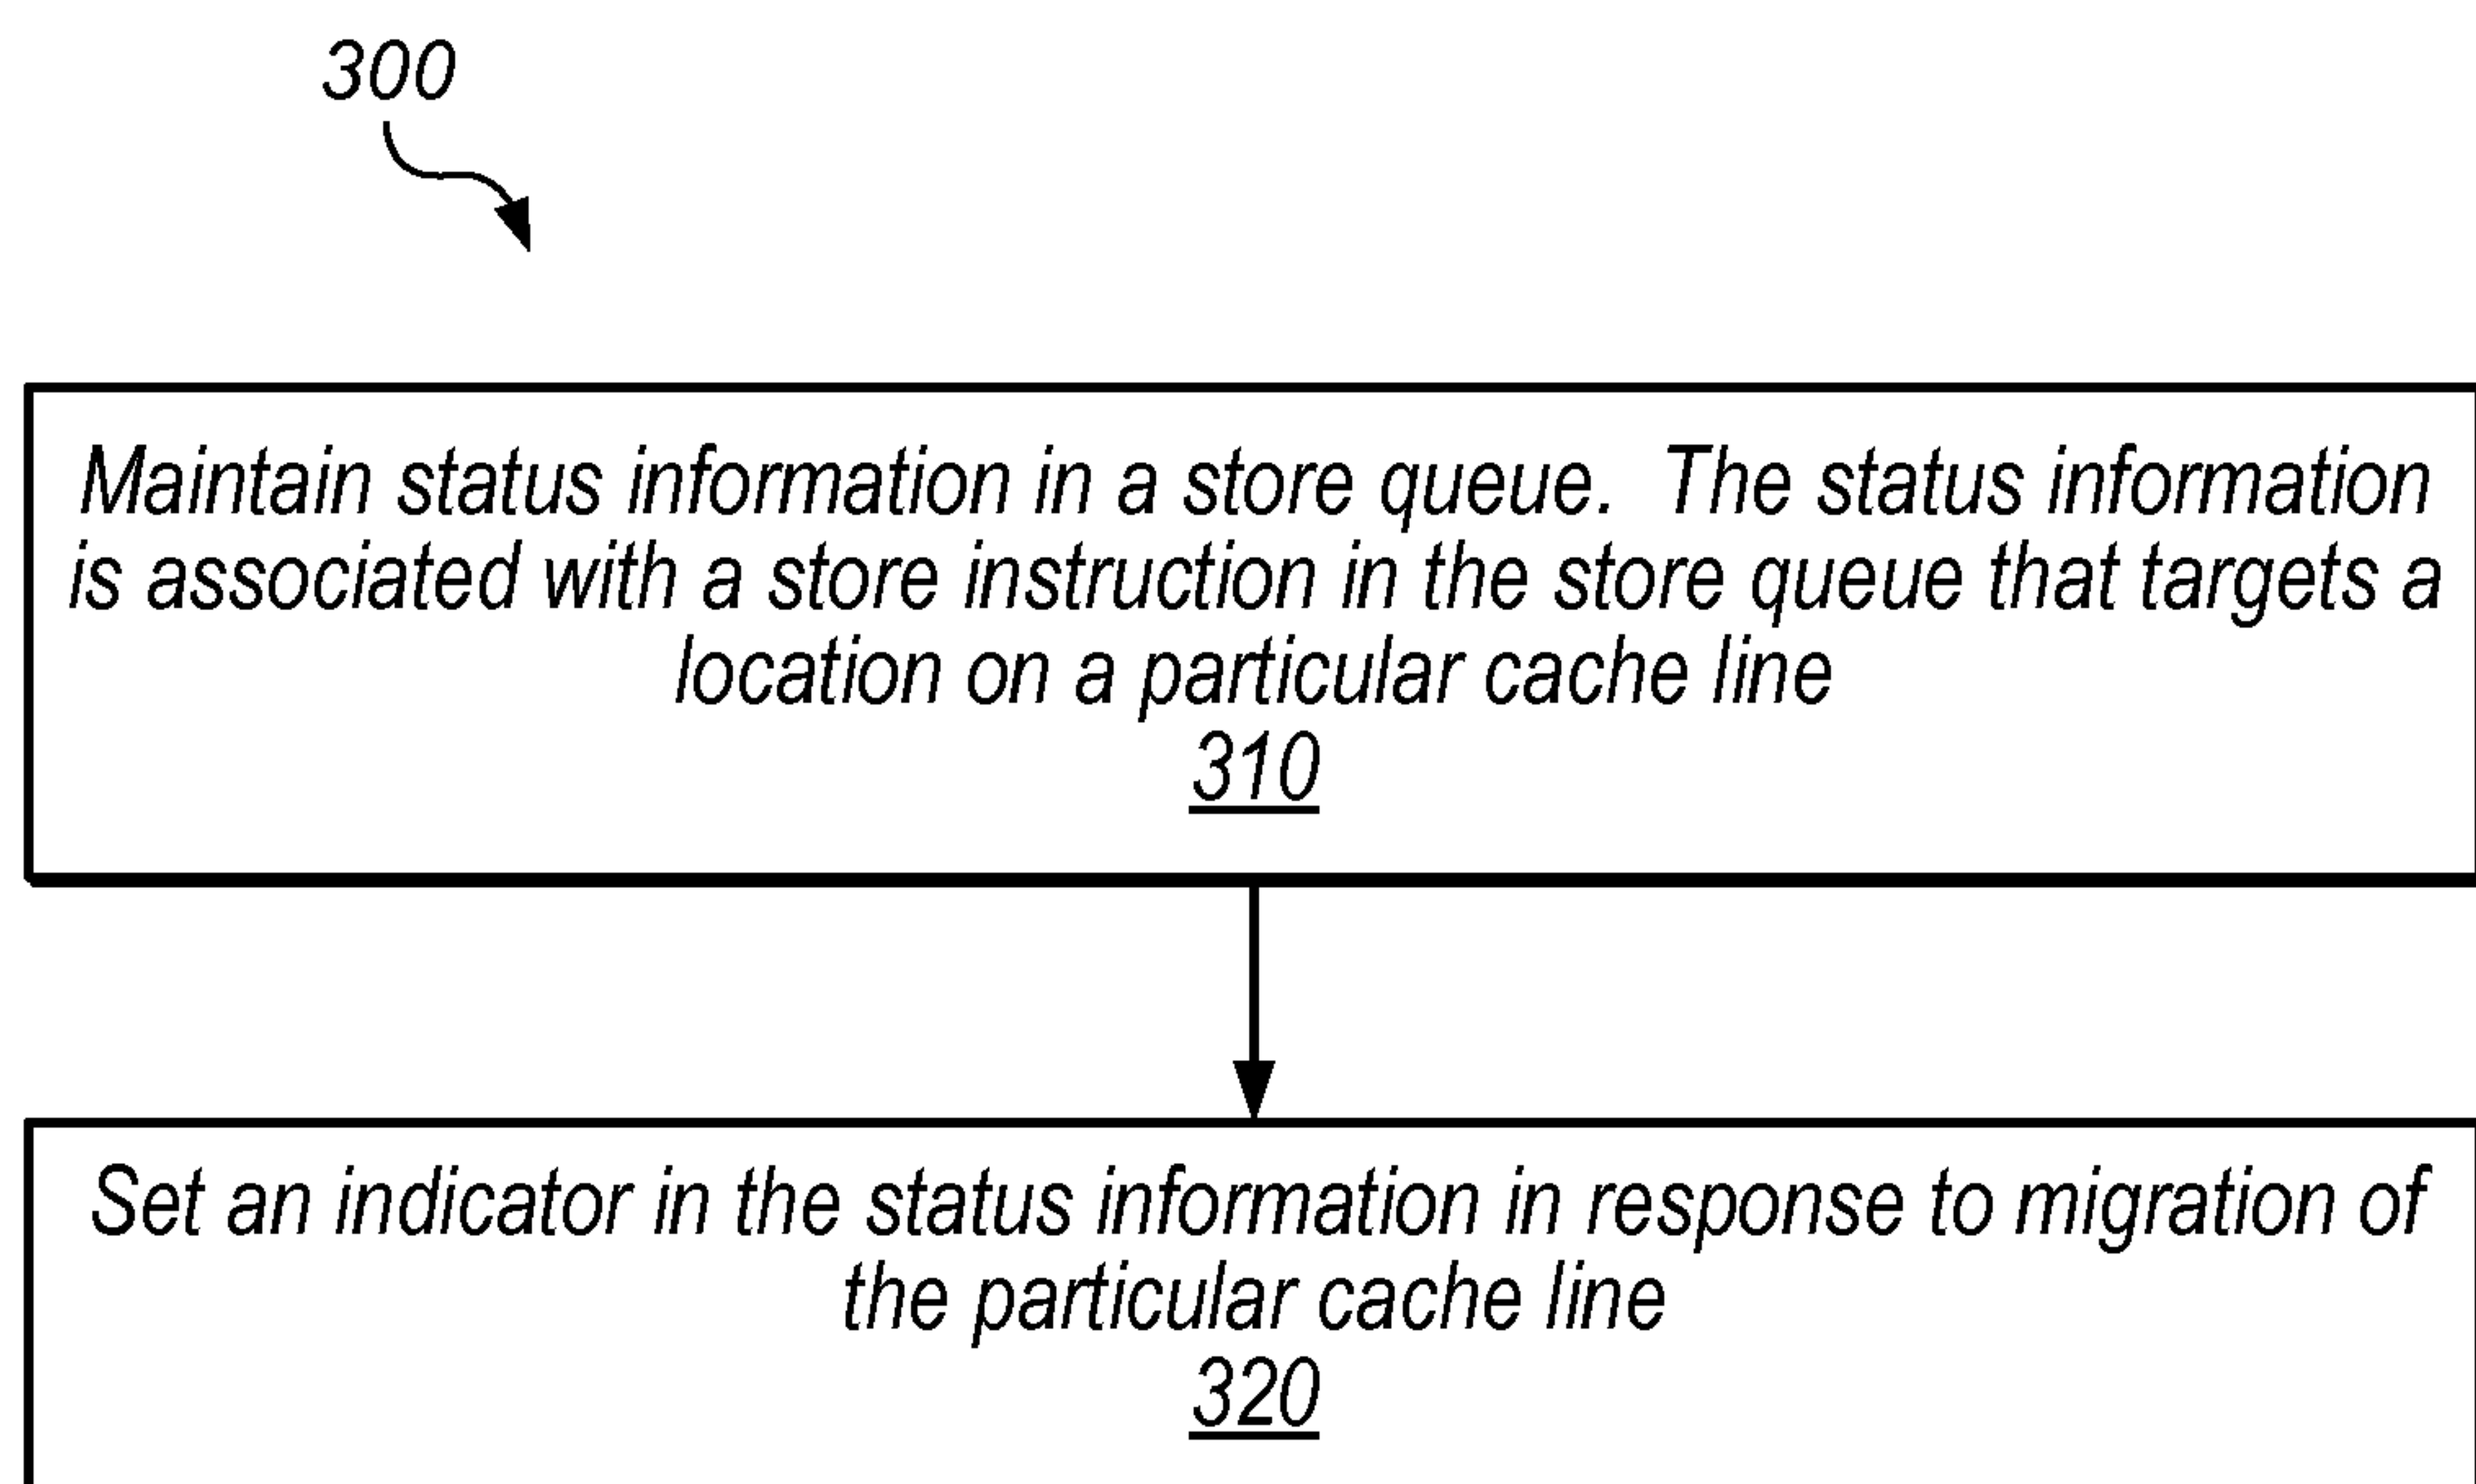 300
Maintain status information in a store queue.  The status information
is associated with a store instruction in the store queue that targets a
location on a particular cache line
310
Set an indicator in the status information in response to migration of
the particular cache line
320